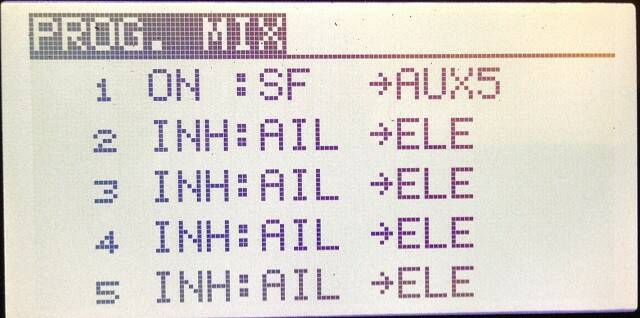 PROG. MIX
1 ON :SF →AUX5
2 INH:AIL →ELE
3 INH:AIL →ELE
4 INH:AIL →ELE
5 INH:AIL →ELE